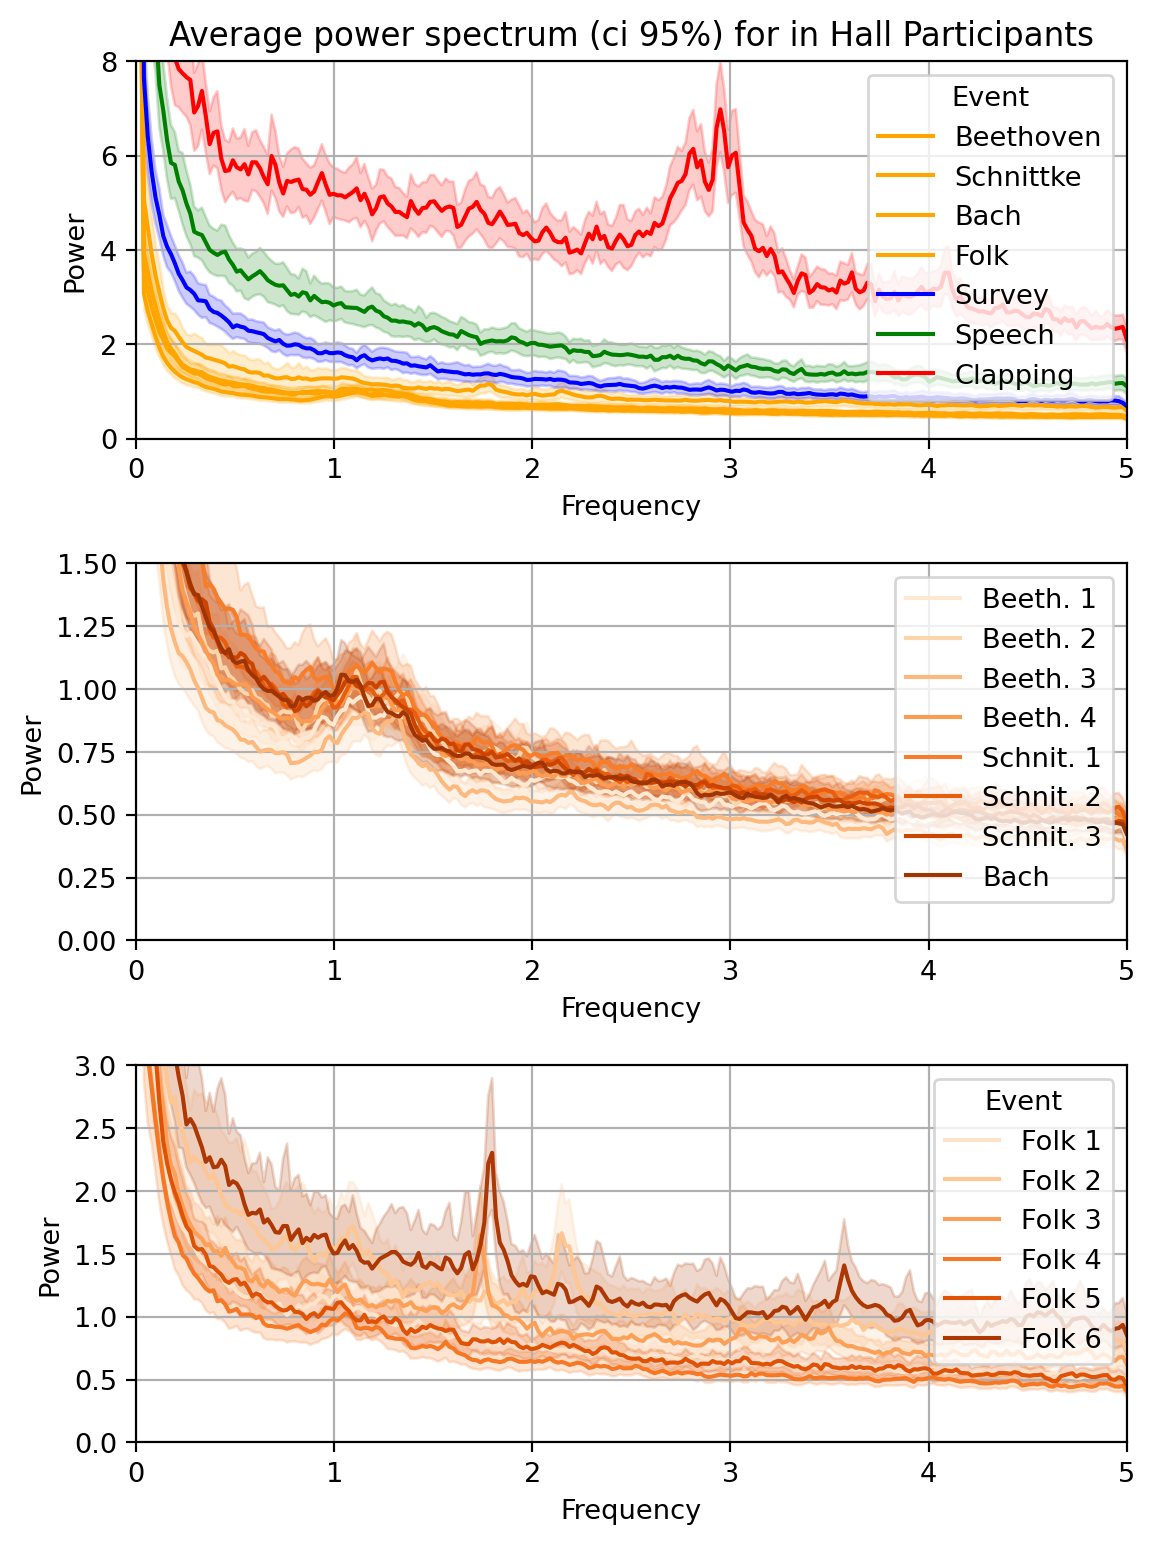 Average power spectrum (ci 95%) for in Hall Participants
8
6
4
2
0
Power
0 1 2 3 4 5
Frequency
Event
Beethoven
Schnittke
Bach
Folk
Survey
Speech
Clapping
1.50
1.25
1.00
0.75
0.50
0.25
0.00
Power
0 1 2 3 4 5
Frequency
Beeth. 1
Beeth. 2
Beeth. 3
Beeth. 4
Schnit. 1
Schnit. 2
Schnit. 3
Bach
3.0
2.5
2.0
1.5
1.0
0.5
0.0
Power
0 1 2 3 4 5
Frequency
Event
Folk 1
Folk 2
Folk 3
Folk 4
Folk 5
Folk 6